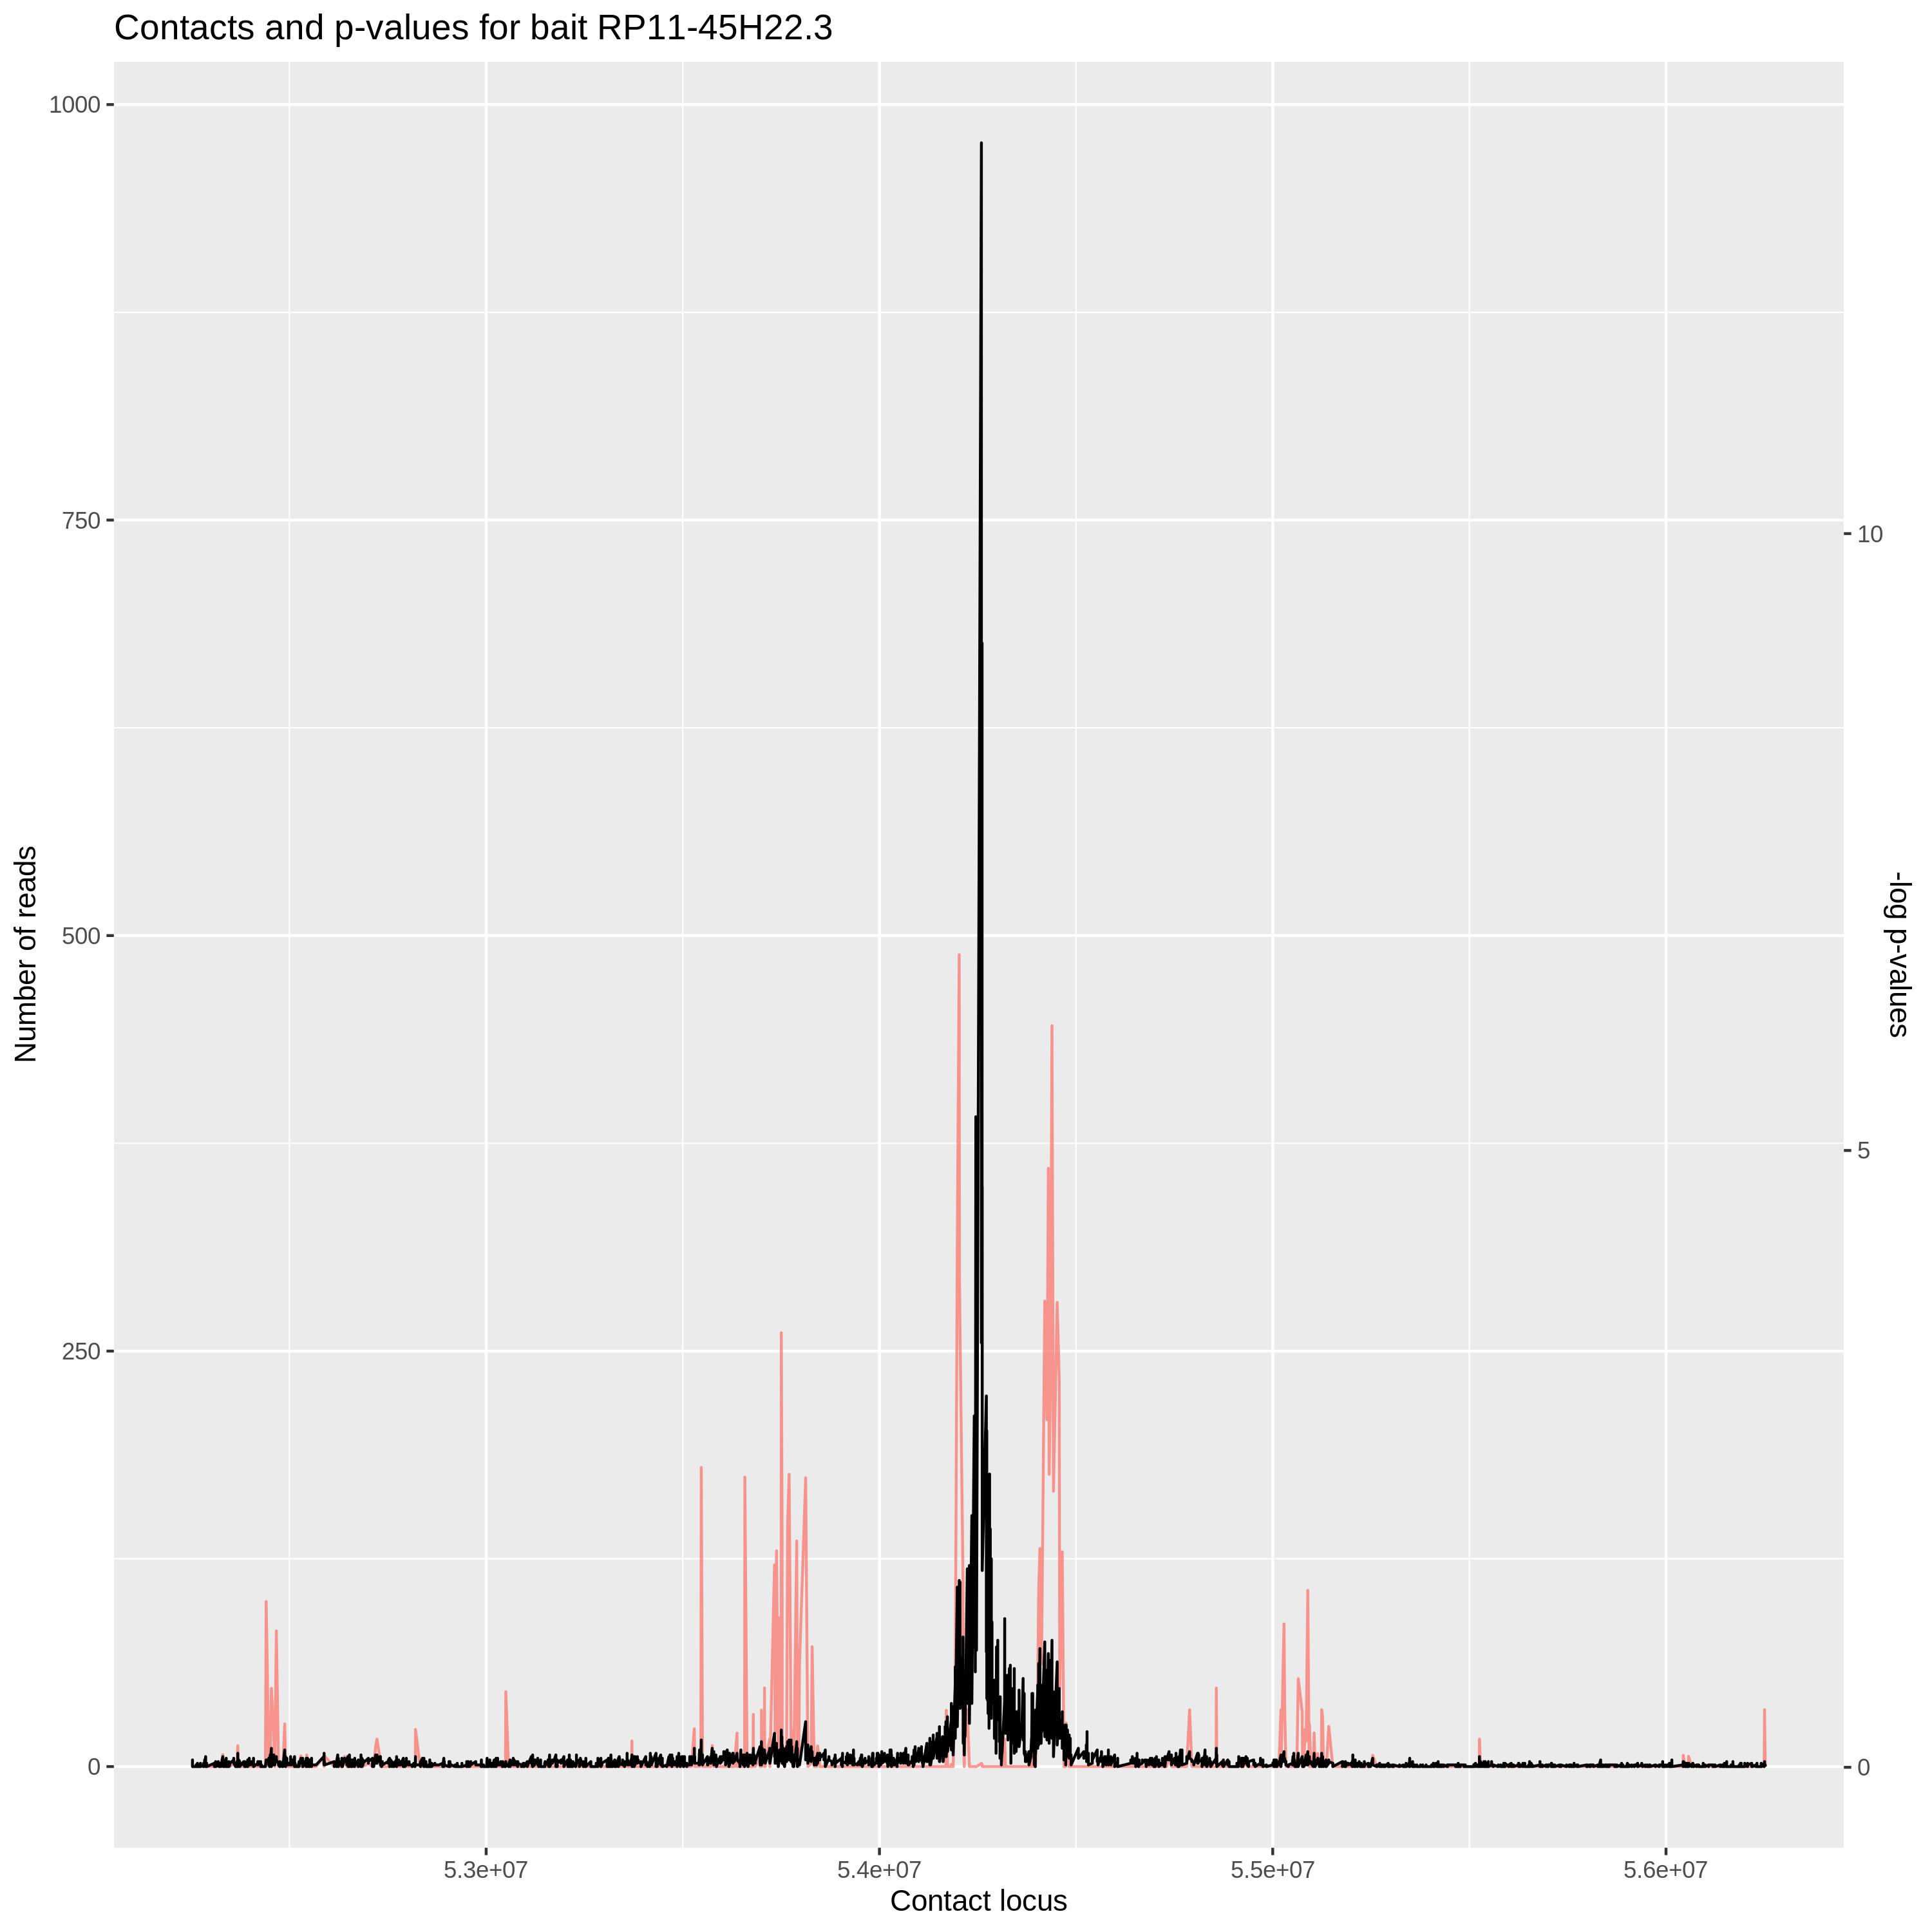 Contacts and p-values for bait RP11-45H22.3
1000
750
500
250
0
Number of reads
10
5
0
-log p-values
5.3e+07
5.4e+07
5.5e+07
5.6e+07
Contact locus